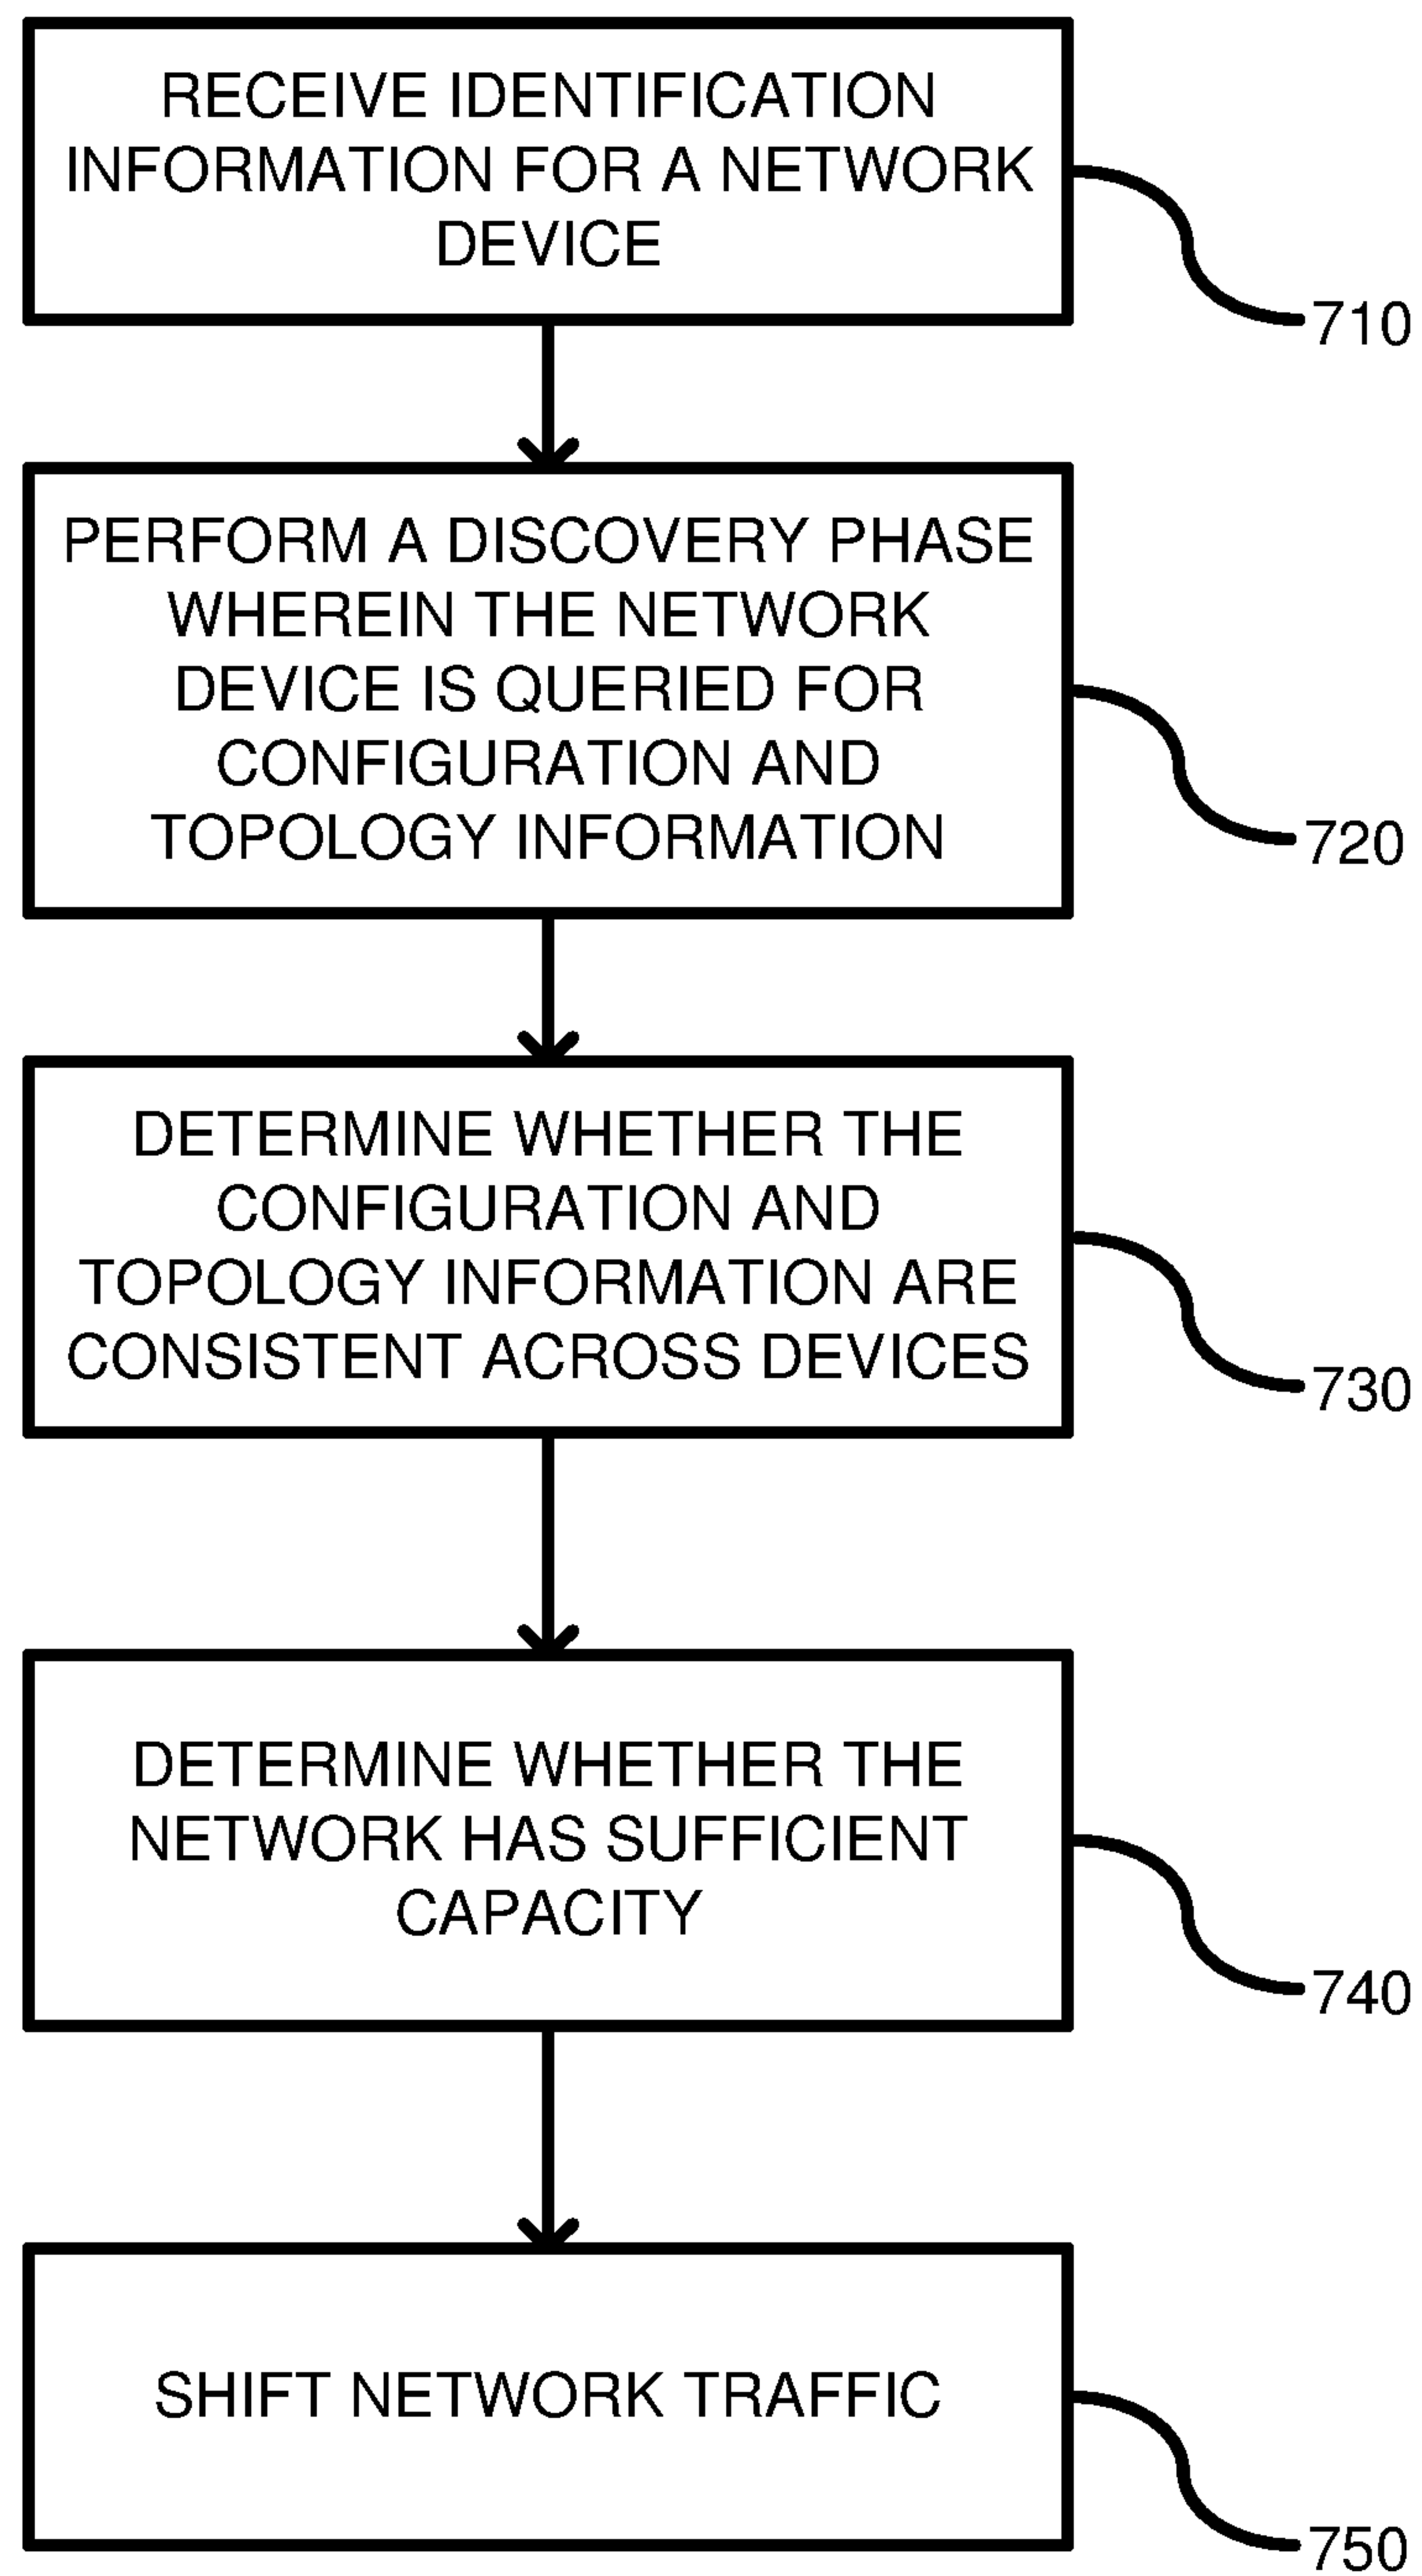 RECEIVE IDENTIFICATION
INFORMATION FOR A NETWORK
DEVICE
710
PERFORM A DISCOVERY PHASE
WHEREIN THE NETWORK
DEVICE IS QUERIED FOR
CONFIGURATION AND
TOPOLOGY INFORMATION
720
DETERMINE WHETHER THE
CONFIGURATION AND
TOPOLOGY INFORMATION ARE
CONSISTENT ACROSS DEVICES
730
DETERMINE WHETHER THE
NETWORK HAS SUFFICIENT
CAPACITY
740
SHIFT NETWORK TRAFFIC
750